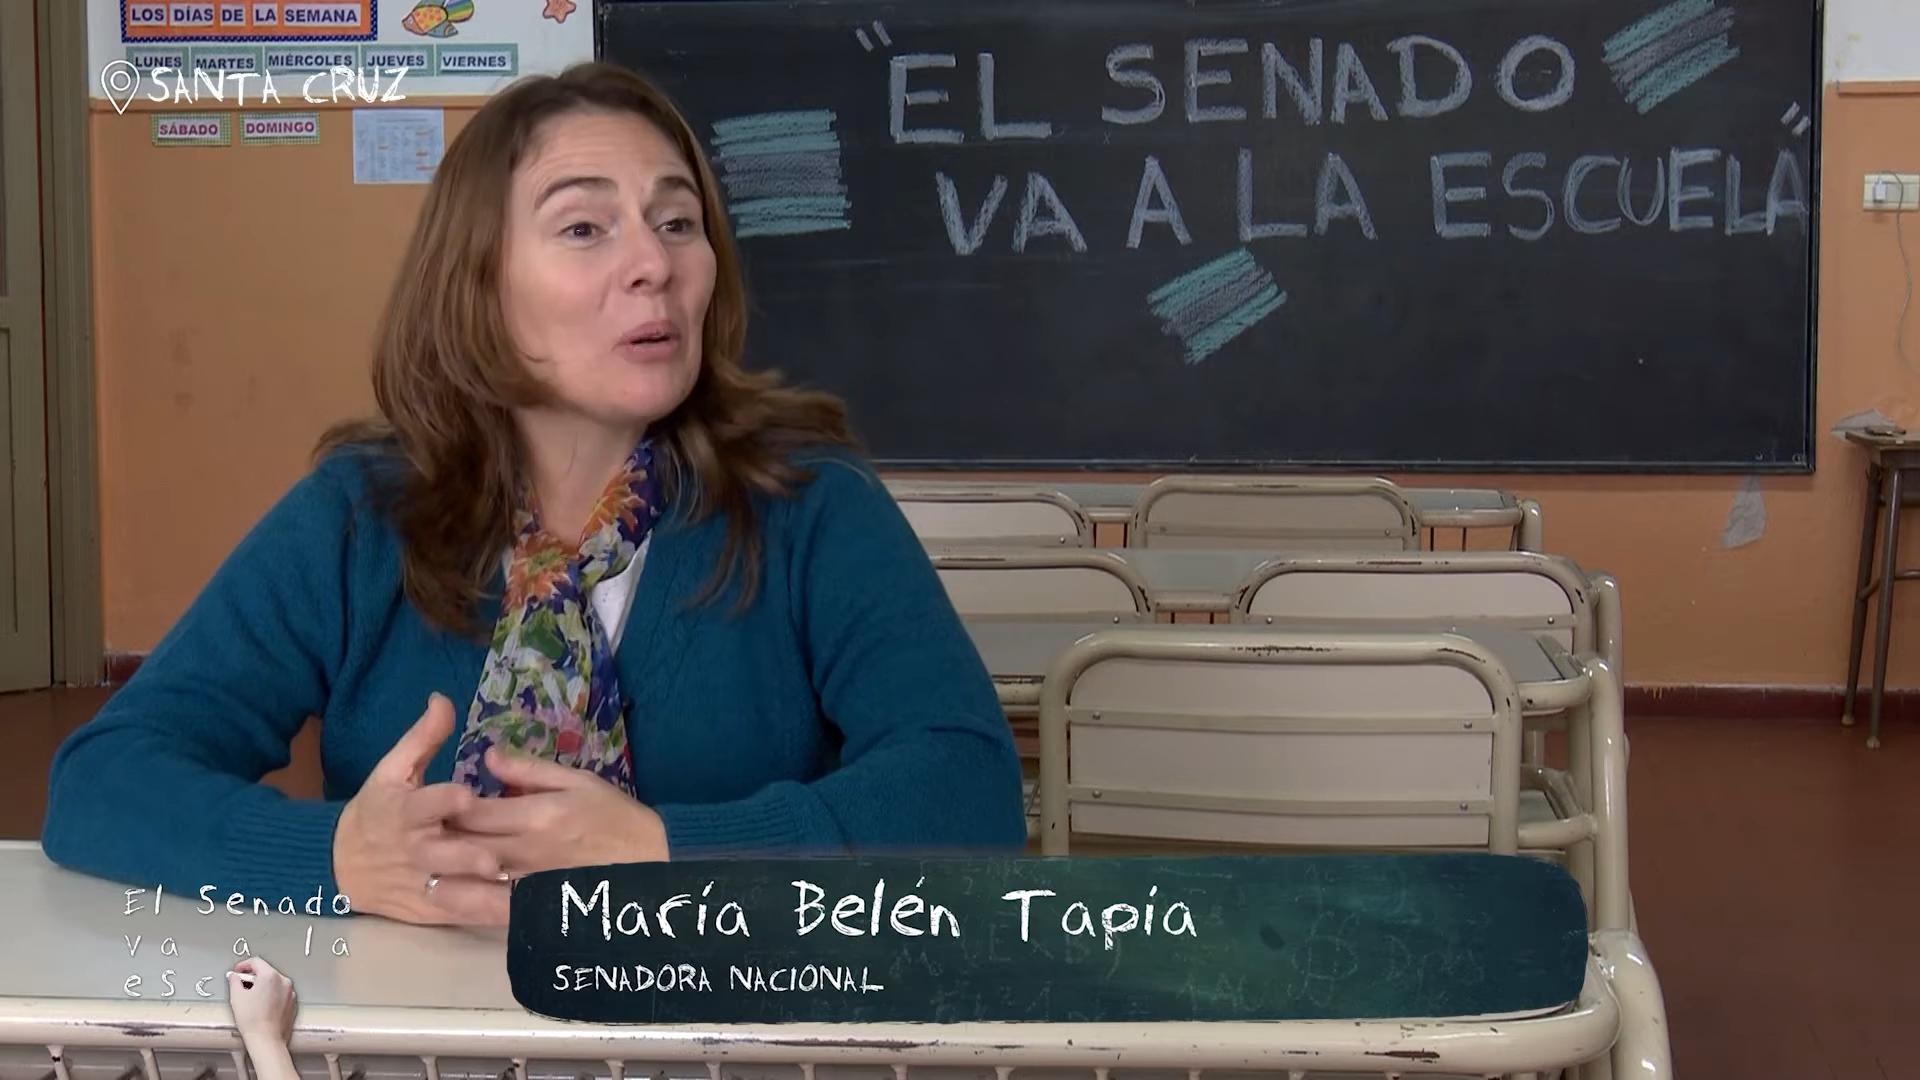 LOS DÍAS DE LA SEMANA
LUNES MARTES MIÉRCOLES JUEVES VIERNES
SANTA CRUZ
SÁBADO DOMINGO
"EL SENADO
VA A LA ESCUELA"
El Senado
va a la
esc
María Belén Tapia
SENADORA NACIONAL